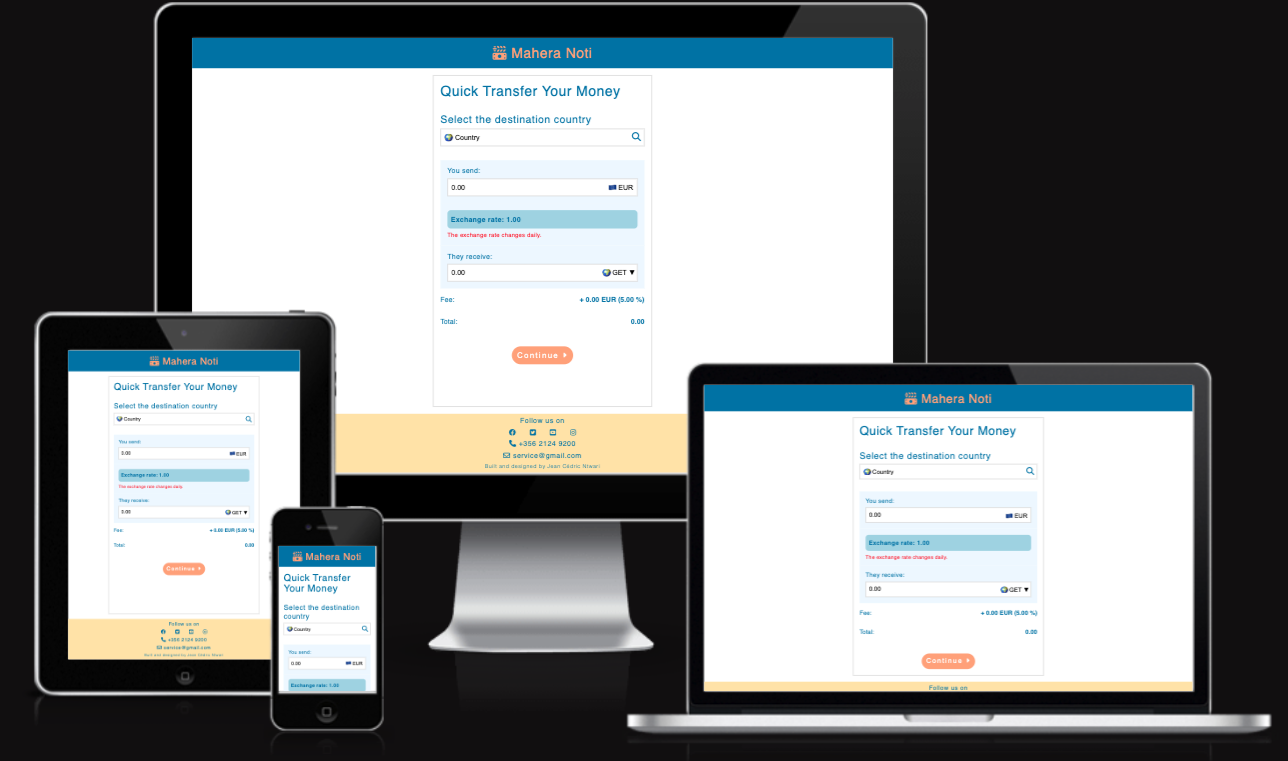 Mahera Noti
Quick Transfer Your Money
Select the destination country
Country
You send:
0.00 EUR
Exchange rate: 1.00
The exchange rate changes daily.
They receive:
0.00 GET ▼
Fee: + 0.00 EUR (5.00 %)
Total: 0.00
Continue
Follow us on
+356 2124 9200
service@gmail.com
Built and designed by Jean Cédric Ntwari
Mahera Noti
Quick Transfer Your Money
Select the destination country
Country
You send:
0.00 EUR
Exchange rate: 1.00
The exchange rate changes daily.
They receive:
0.00 GET ▼
Fee: + 0.00 EUR (5.00 %)
Total: 0.00
Continue
Follow us on
+356 2124 9200
service@gmail.com
Built and designed by Jean Cédric Ntwari
Mahera Noti
Quick Transfer
Your Money
Select the destination
country
Country
You send:
0.00 EUR
Exchange rate: 1.00
Mahera Noti
Quick Transfer Your Money
Select the destination country
Country
You send:
0.00 EUR
Exchange rate: 1.00
The exchange rate changes daily.
They receive:
0.00 GET ▼
Fee: + 0.00 EUR (5.00 %)
Total: 0.00
Continue
Follow us on